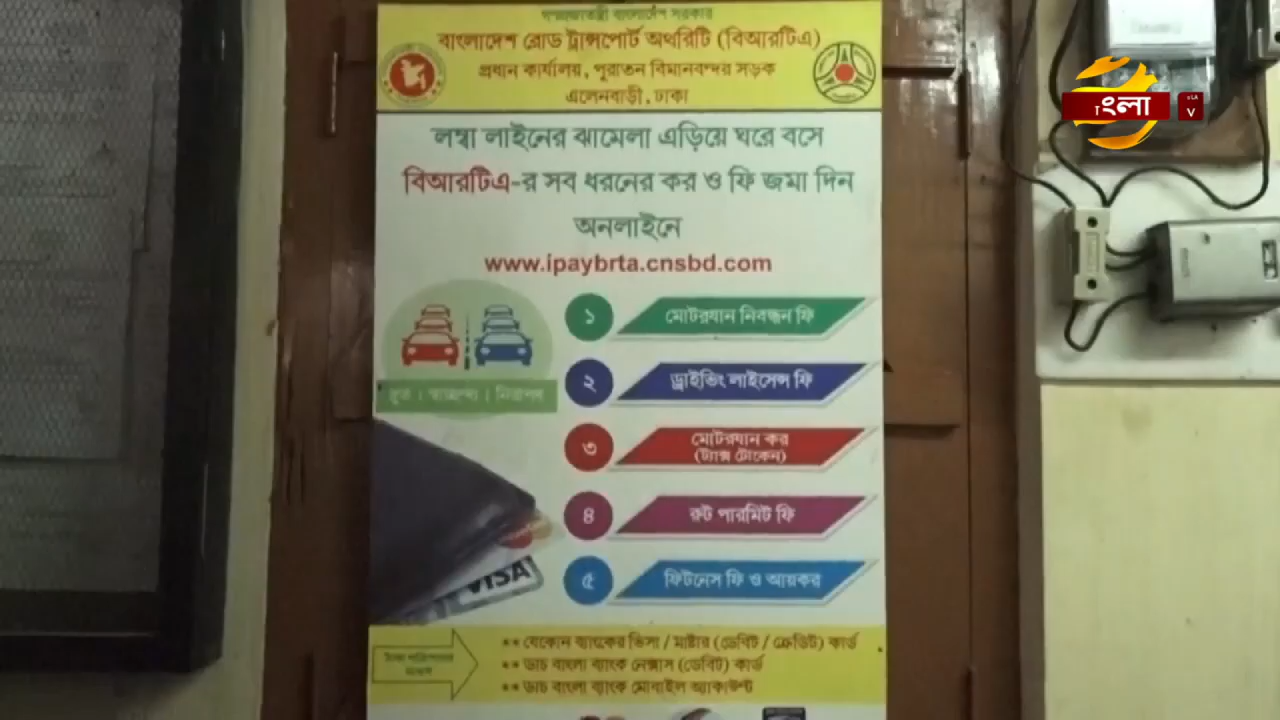 গণপ্রজাতন্ত্রী বাংলাদেশ সরকার
বাংলাদেশ রোড ট্রান্সপোর্ট অথরিটি (বিআরটিএ)
প্রধান কার্যালয়, পুরাতন বিমানবন্দর সড়ক
এলেনবাড়ী, ঢাকা
লম্বা লাইনের ঝামেলা এড়িয়ে ঘরে বসে
বিআরটিএ-র সব ধরনের কর ও ফি জমা দিন
অনলাইনে
www.ipaybrta.cnsbd.com
১ মোটরযান নিবন্ধন ফি
২ ড্রাইভিং লাইসেন্স ফি
৩ মোটরযান কর
(ট্যাক্স টোকেন)
৪ রুট পারমিট ফি
৫ ফিটনেস ফি ও আয়কর
VISA
** যেকোন ব্যাংকের ভিসা / মাষ্টার (ডেবিট / ক্রেডিট) কার্ড
** ডাচ বাংলা ব্যাংক নেক্সাস (ডেবিট) কার্ড
** ডাচ বাংলা ব্যাংক মোবাইল অ্যাকাউন্ট